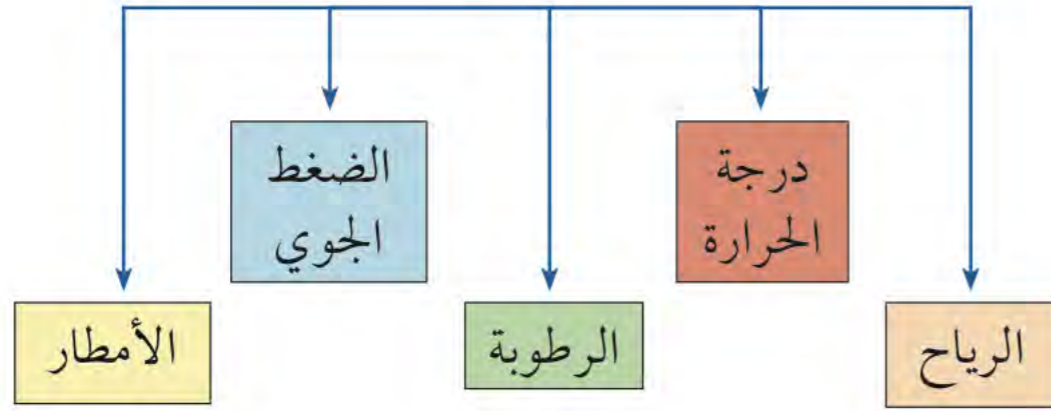 درجة
الحرارة
الضغط
الجوي
الرياح
الرطوبة
الأمطار